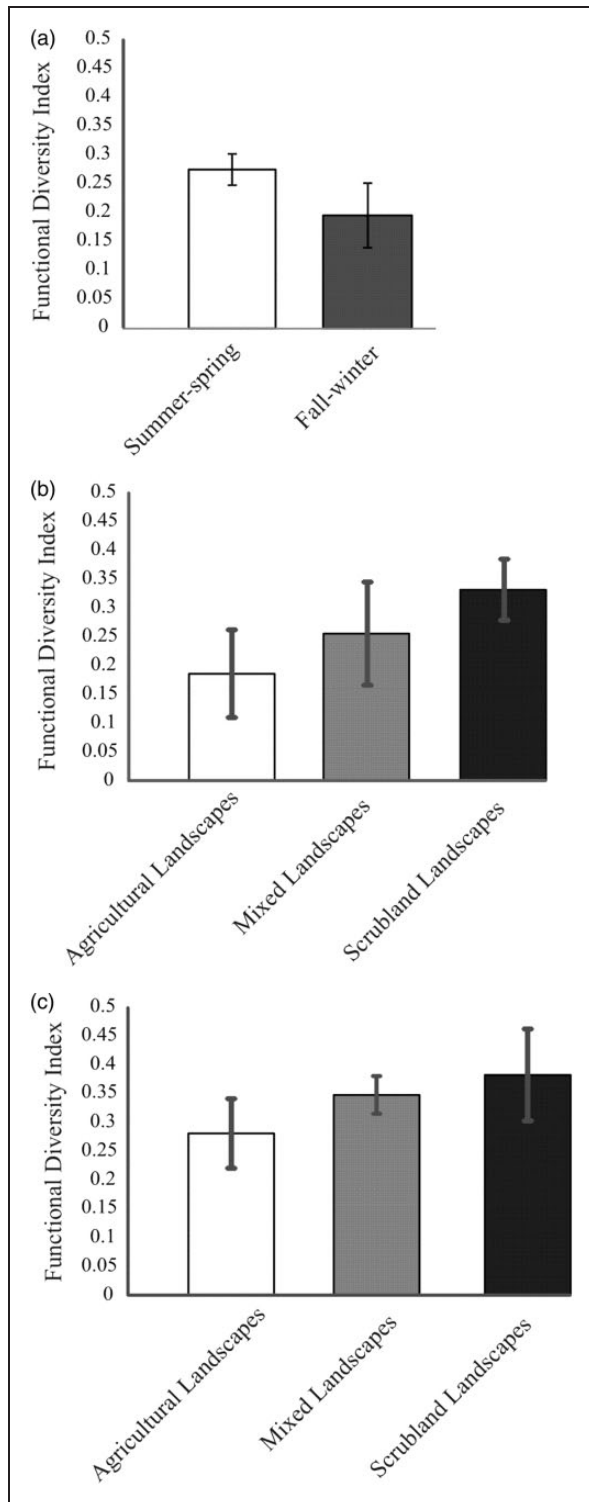 (a)
Functional Diversity Index
0.5
0.45
0.4
0.35
0.3
0.25
0.2
0.15
0.1
0.05
0
Summer-spring
Fall-winter
(b)
Functional Diversity Index
0.5
0.45
0.4
0.35
0.3
0.25
0.2
0.15
0.1
0.05
0
Agricultural Landscapes
Mixed Landscapes
Scrubland Landscapes
(c)
Functional Diversity Index
0.5
0.45
0.4
0.35
0.3
0.25
0.2
0.15
0.1
0.05
0
Agricultural Landscapes
Mixed Landscapes
Scrubland Landscapes